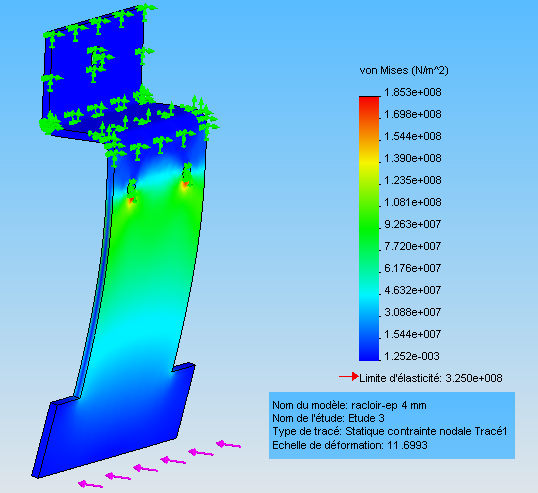 von Mises (N/m^2)
1.853e+008
1.698e+008
1.544e+008
1.390e+008
1.235e+008
1.081e+008
9.263e+007
7.720e+007
6.176e+007
4.632e+007
3.088e+007
1.544e+007
1.252e-003
Limite d'élasticité: 3.250e+008
Nom du modèle: racloir-ep 4 mm
Nom de l'étude: Etude 3
Type de tracé: Statique contrainte nodale Tracé1
Echelle de déformation: 11.6993